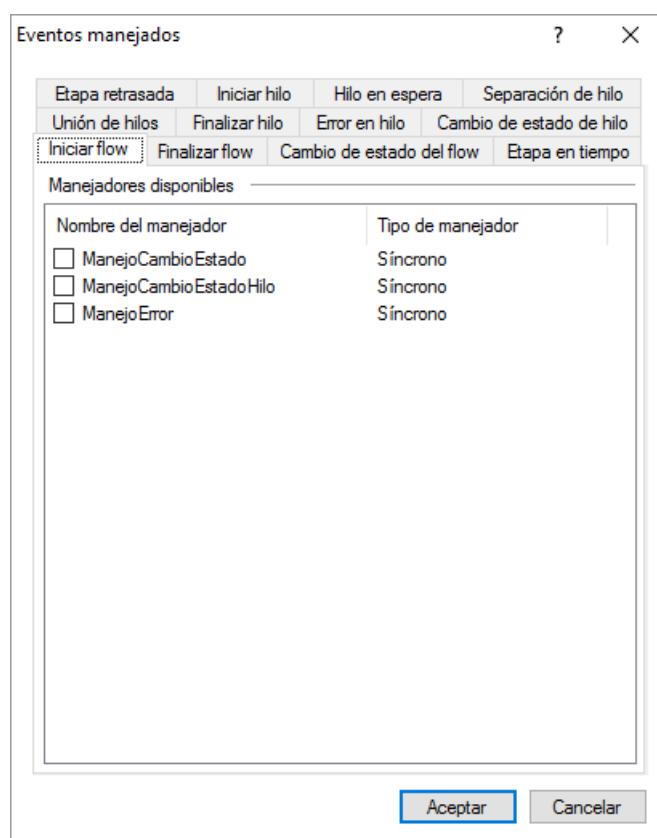 Eventos manejados ?
Etapa retrasada Iniciar hilo Hilo en espera Separación de hilo
Unión de hilos Finalizar hilo Error en hilo Cambio de estado de hilo
Iniciar flow Finalizar flow Cambio de estado del flow Etapa en tiempo
Manejadores disponibles
Nombre del manejador Tipo de manejador
ManejoCambioEstado Síncrono
ManejoCambioEstadoHilo Síncrono
ManejoError Síncrono
Aceptar Cancelar